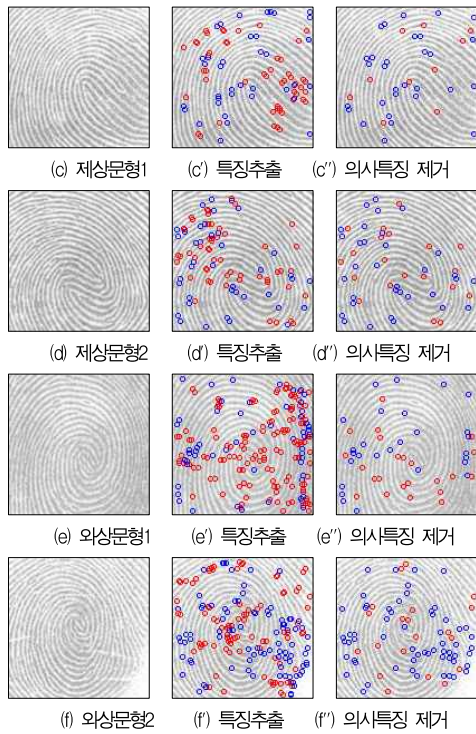 (c) 제상문형1 (c') 특징추출 (c'') 의사특징 제거
(d) 제상문형2 (d') 특징추출 (d'') 의사특징 제거
(e) 와상문형1 (e') 특징추출 (e'') 의사특징 제거
(f) 와상문형2 (f') 특징추출 (f'') 의사특징 제거